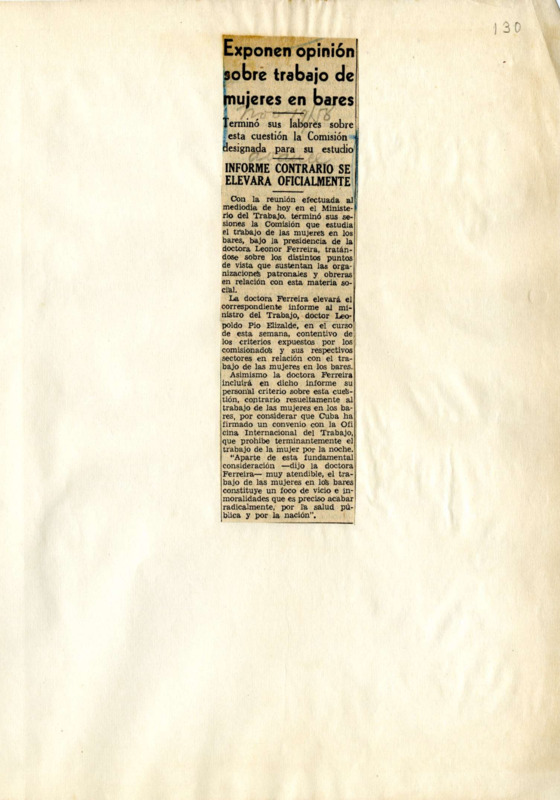 130
Exponen opinión
sobre trabajo de
mujeres en bares
Terminó sus labores sobre
esta cuestión la Comisión
designada para su estudio
INFORME CONTRARIO SE
ELEVARA OFICIALMENTE
Con la reunión efectuada al
mediodía de hoy en el Ministe-
rio del Trabajo, terminó sus se-
siones la Comisión que estudia
el trabajo de las mujeres en los
bares, bajo la presidencia de la
doctora Leonor Ferreira, tratán-
dose sobre los distintos puntos
de vista que sustentan las orga-
nizaciones patronales y obreras
en relación con esta materia so-
cial.
La doctora Ferreira elevará el
correspondiente informe al mi-
nistro del Trabajo, doctor Leo-
poldo Pío Elizalde, en el curso
de esta semana, contentivo de
los criterios expuestos por los
comisionados y sus respectivos
sectores en relación con el tra-
bajo de las mujeres en los bares.
Asimismo la doctora Ferreira
incluirá en dicho informe su
personal criterio sobre esta cues-
tión, contrario resueltamente al
trabajo de las mujeres en los ba-
res, por considerar que Cuba ha
firmado un convenio con la Ofi
cina Internacional del Trabajo,
que prohibe terminantemente el
trabajo de la mujer por la noche.
"Aparte de esta fundamental
consideración —dijo la doctora
Ferreira— muy atendible, el tra-
bajo de las mujeres en los bares
constituye un foco de vicio e in-
moralidades que es preciso acabar
radicalmente, por la salud pú-
blica y por la nación".